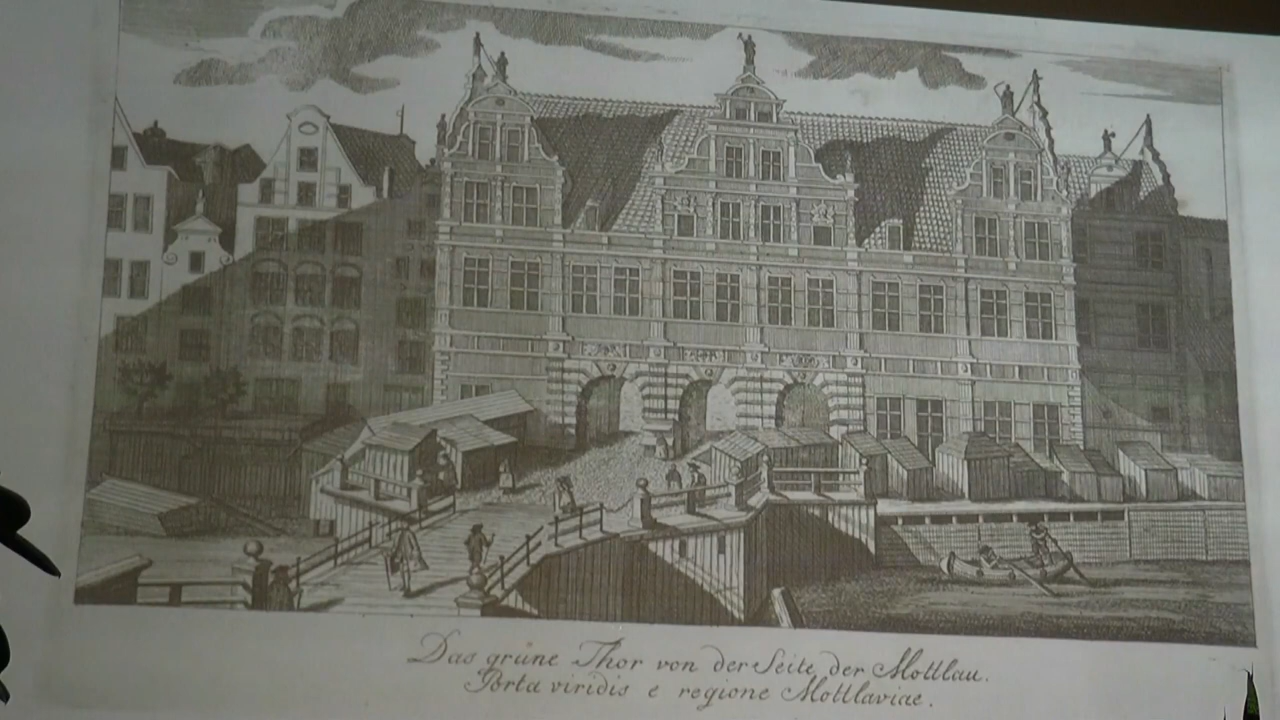 Das grüne Thor von der Seite der Mottlau.
Porta viridis e regione Mottlaviae.